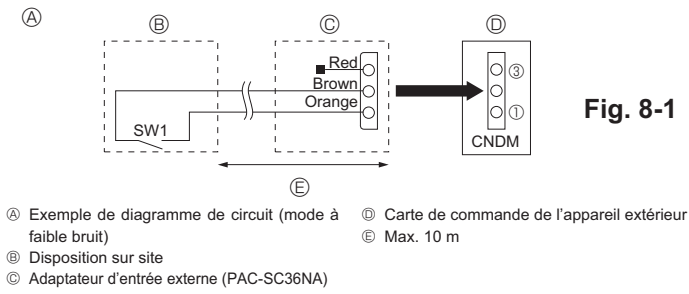 Ⓐ
Ⓑ
Ⓒ
Ⓓ
Red
Brown
Orange
③
①
SW1
CNDM
Fig. 8-1
Ⓔ
Ⓐ Exemple de diagramme de circuit (mode à
faible bruit)
Ⓑ Disposition sur site
Ⓒ Adaptateur d'entrée externe (PAC-SC36NA)
Ⓓ Carte de commande de l'appareil extérieur
Ⓔ Max. 10 m